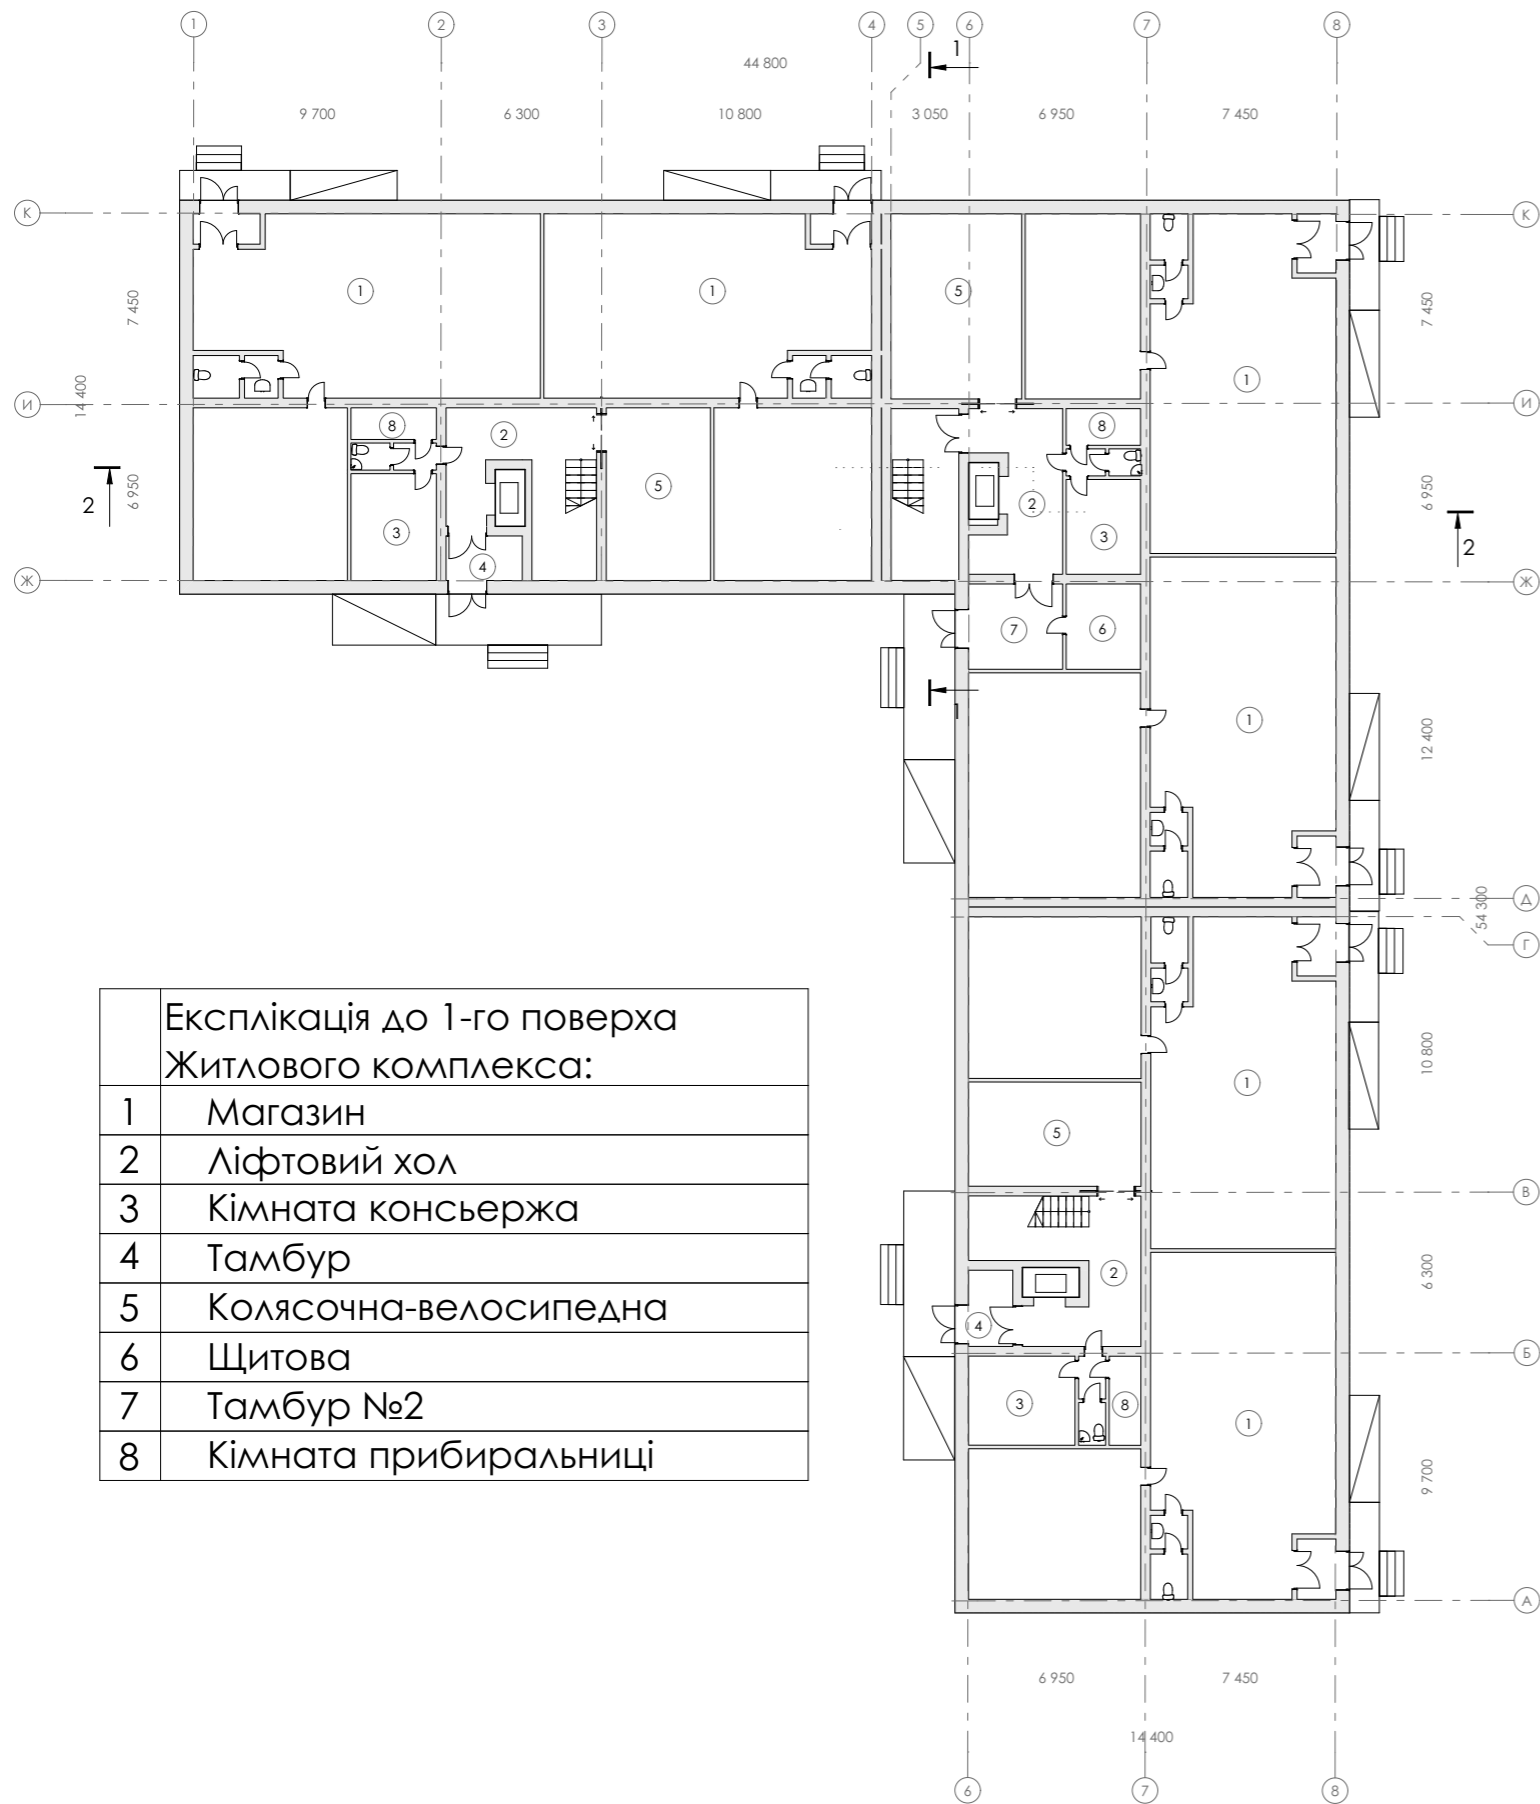 1 2 3 4 5 6 7 8
1
44 800
9 700 6 300 10 800 3 050 6 950 7 450
К К
1 1 5 1
7 450 7 450
14 400
И И
8 2 8
2 6 950 5 2 6 950
3 3 2
4
Ж Ж
7 6
1
1
12 400
Д
54 300
Г
Експлікація до 1-го поверха
Житлового комплекса:
1 Магазин
2 Ліфтовий хол
3 Кімната консьержа
4 Тамбур
5 Колясочна-велосипедна
6 Щитова
7 Тамбур №2
8 Кімната прибиральниці
10 800
1
5
В
2 6 300
4
Б
3 8 1
9 700
А
6 950 7 450
14 400
6 7 8